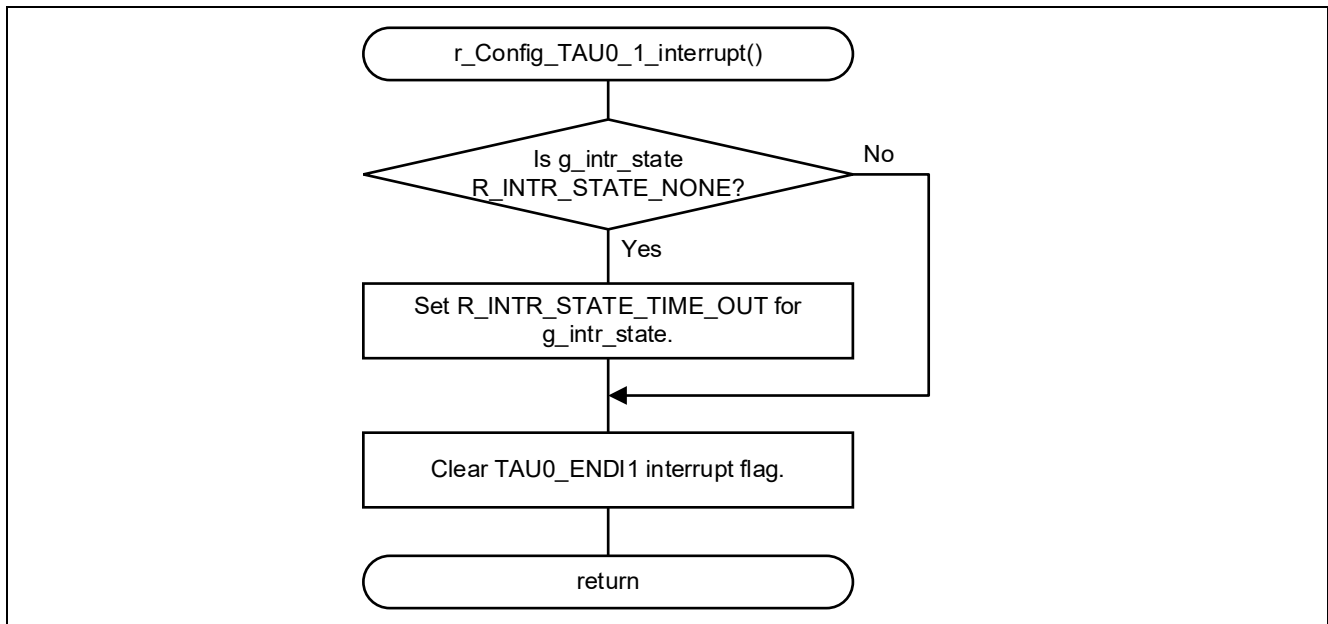 r_Config_TAU0_1_interrupt()
Is g_intr_state
R_INTR_STATE_NONE?
No
Yes
Set R_INTR_STATE_TIME_OUT for
g_intr_state.
Clear TAU0_ENDI1 interrupt flag.
return